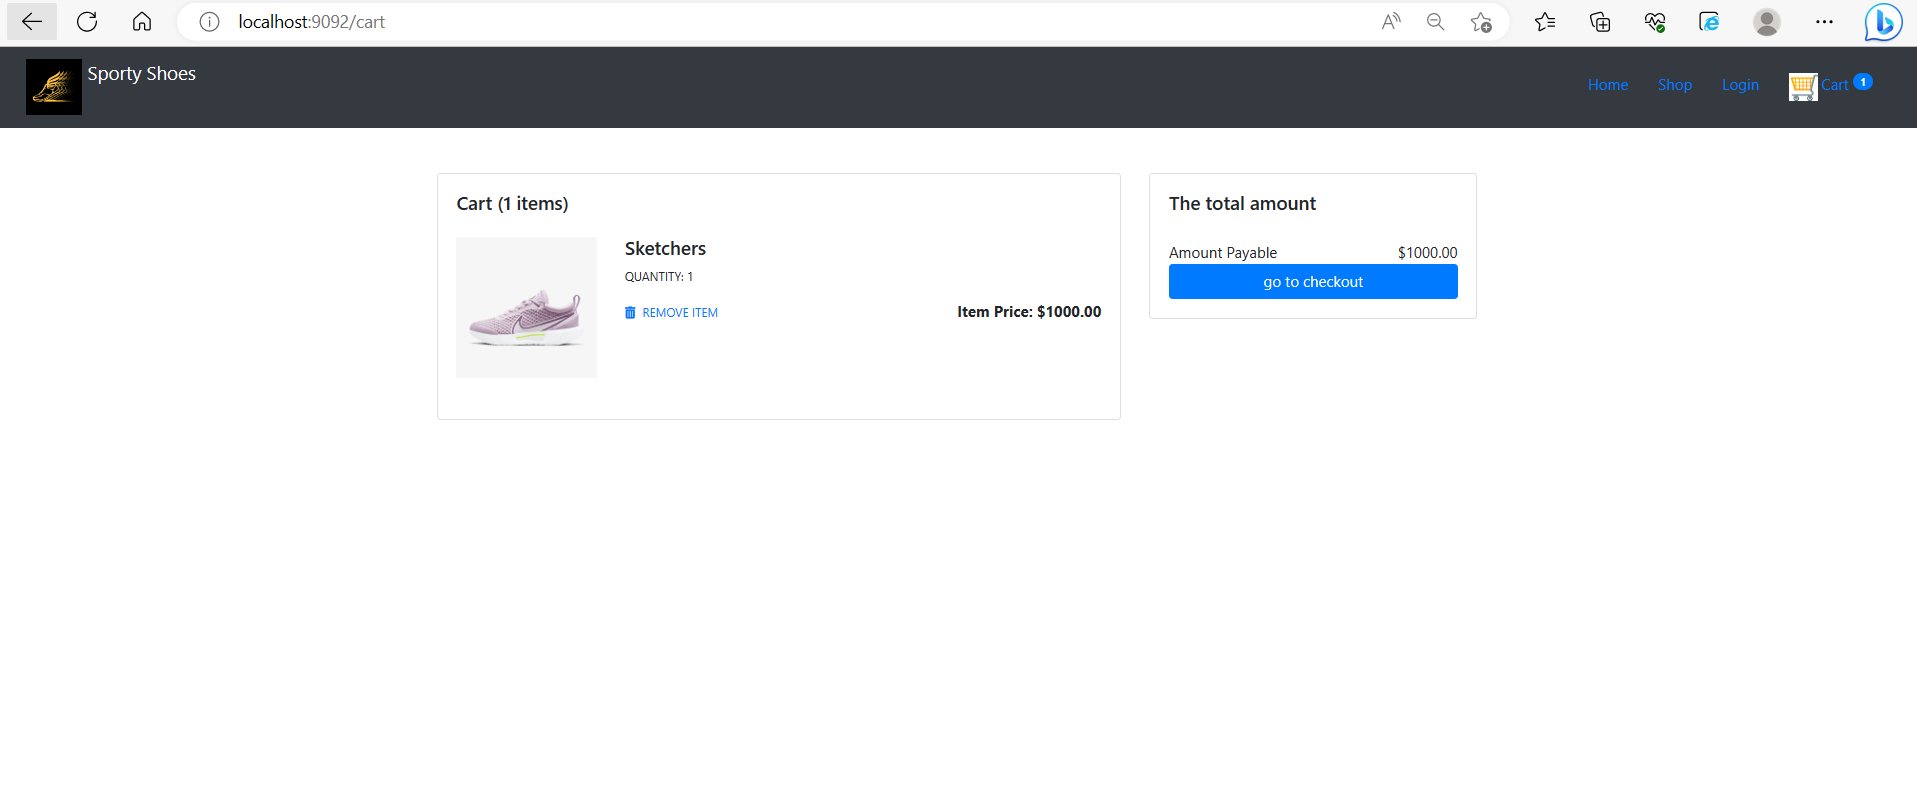 localhost:9092/cart
Sporty Shoes
Home Shop Login Cart 1
Cart (1 items)
Sketchers
QUANTITY: 1
REMOVE ITEM
Item Price: $1000.00
The total amount
Amount Payable $1000.00
go to checkout